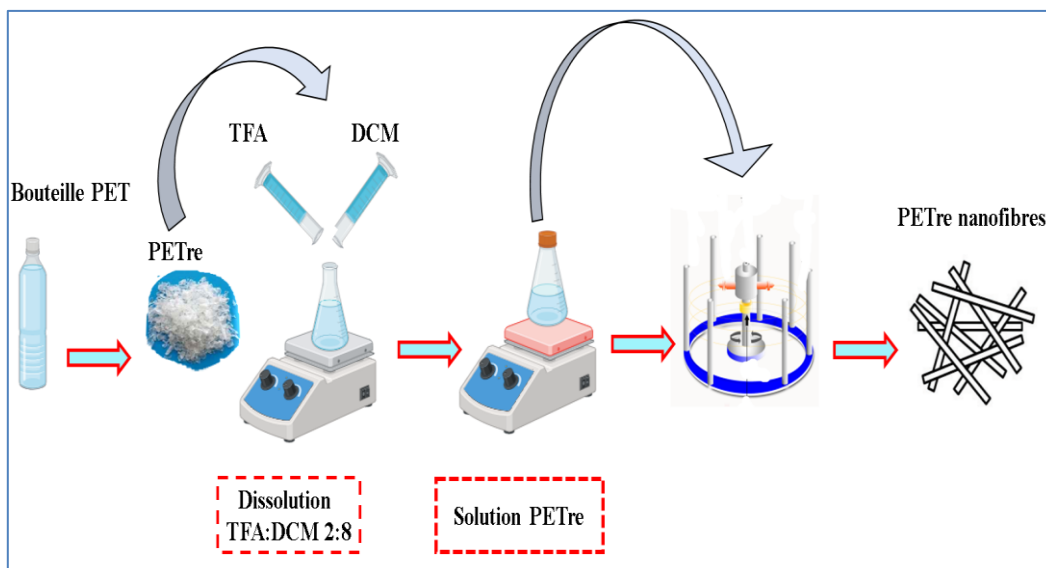 TFA
DCM
Bouteille PET
PETre
PETre nanofibres
Dissolution
TFA:DCM 2:8
Solution PETre